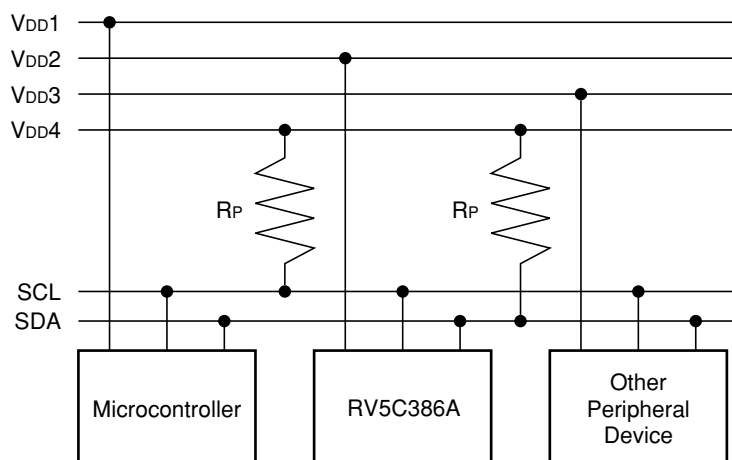 VDD1
VDD2
VDD3
VDD4
RP
RP
SCL
SDA
Microcontroller
RV5C386A
Other
Peripheral
Device